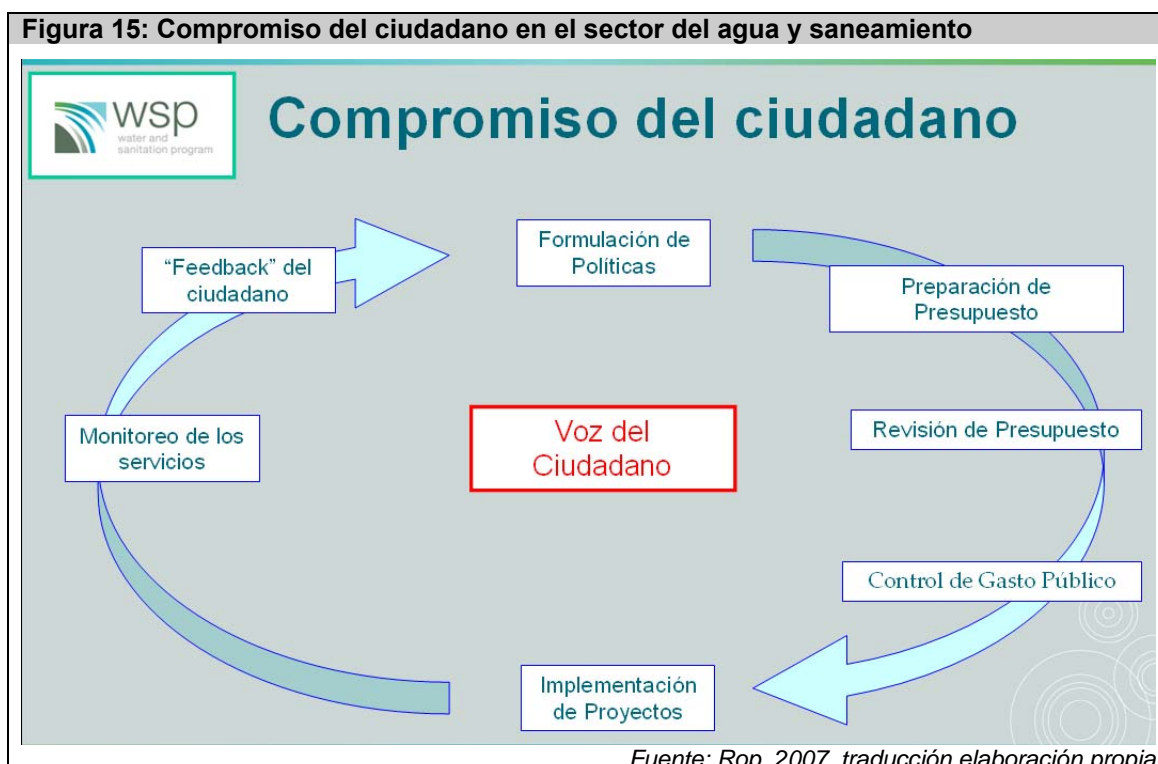 Figura 15: Compromiso del ciudadano en el sector del agua y saneamiento
wsp
water and
sanitation program
Compromiso del ciudadano
Formulación de
Políticas
"Feedback" del
ciudadano
Preparación de
Presupuesto
Monitoreo de los
servicios
Voz del
Ciudadano
Revisión de Presupuesto
Control de Gasto Público
Implementación
de Proyectos
Fuente: Rop, 2007, traducción elaboración propia